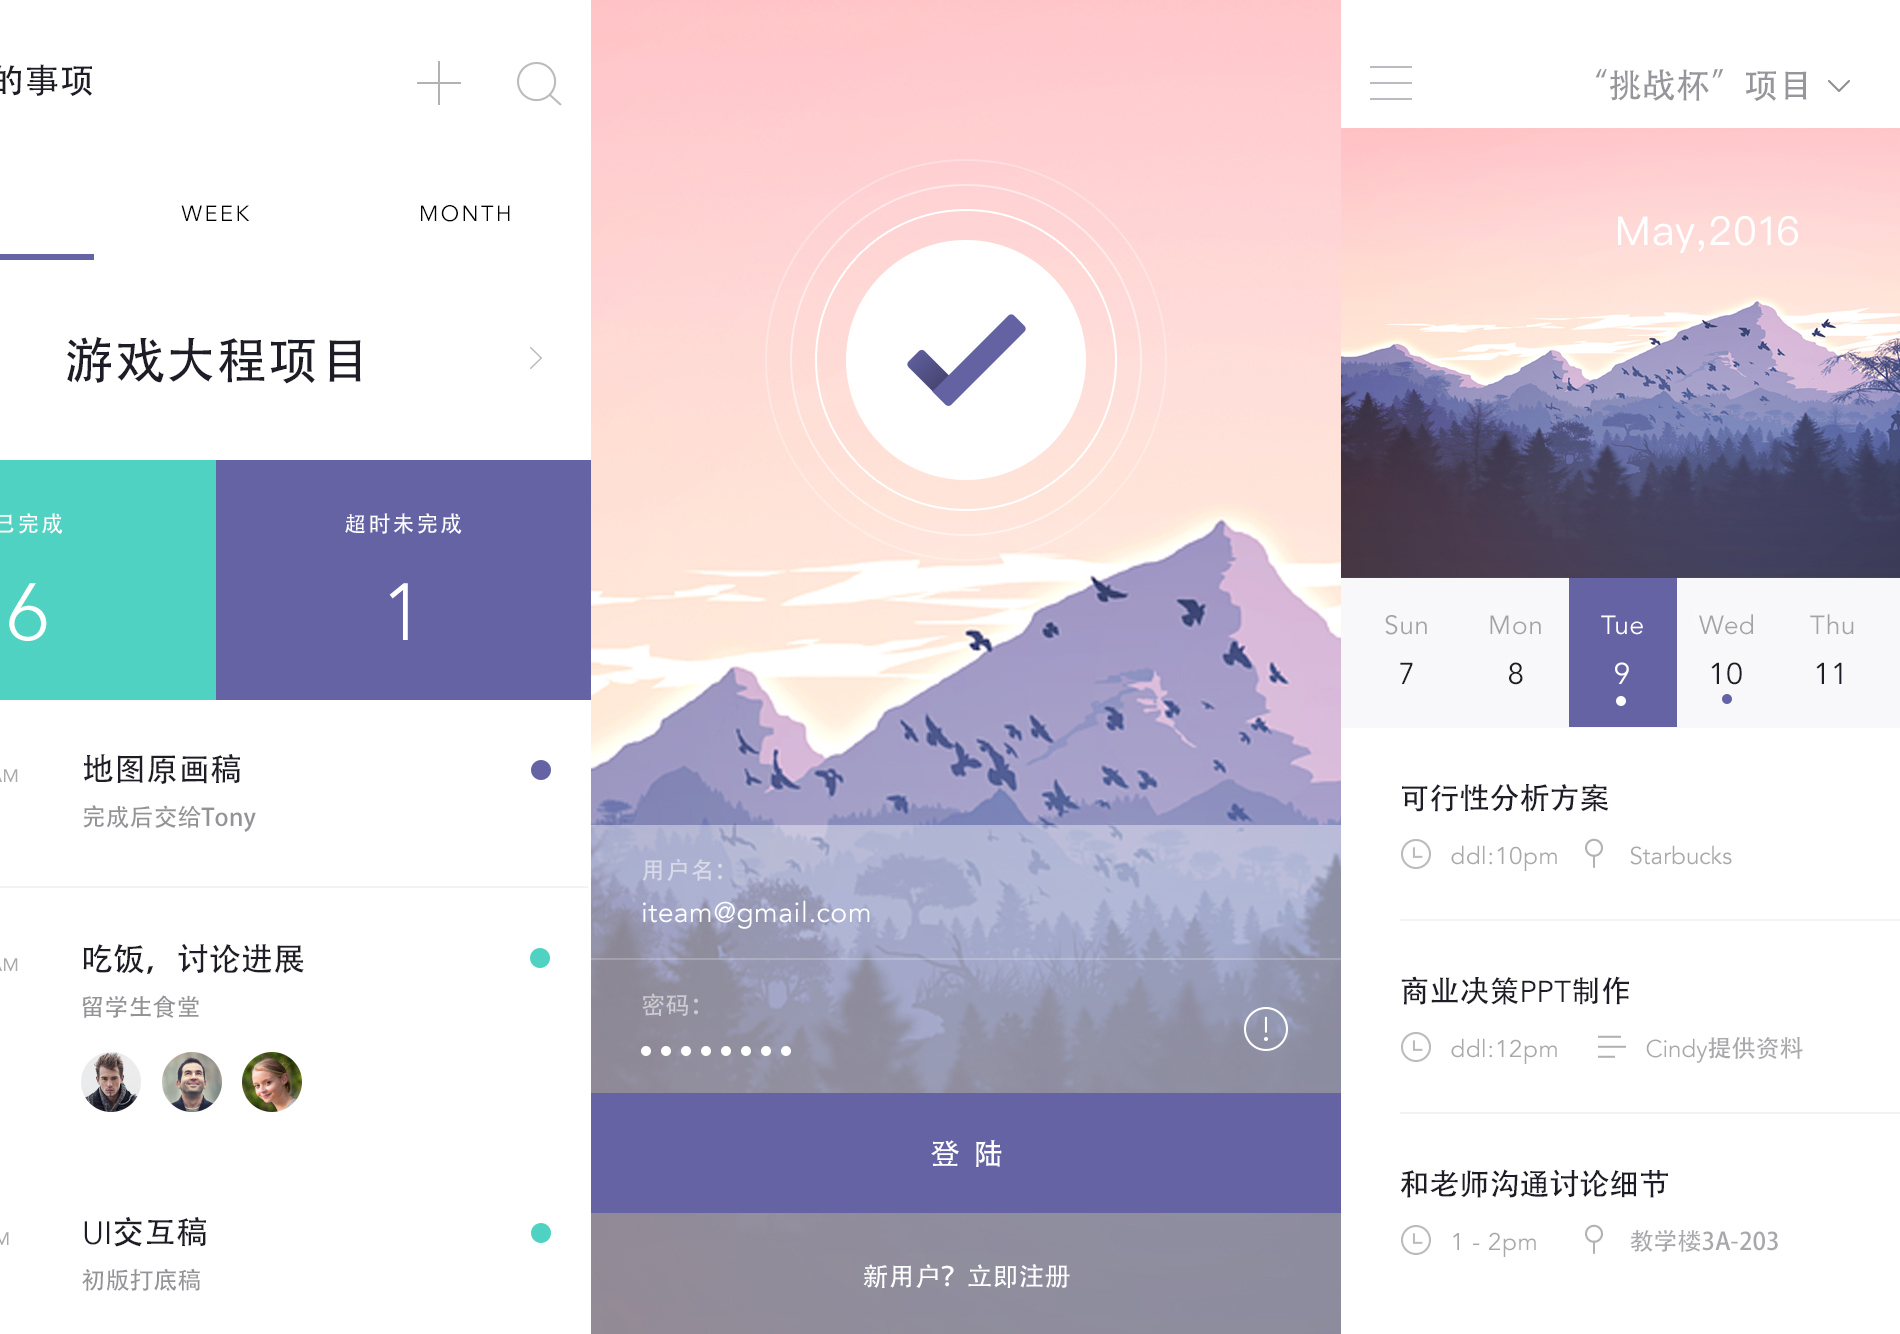 的事项
WEEK
MONTH
游戏大程项目
已完成
6
超时未完成
1
AM
地图原画稿
完成后交给Tony
AM
吃饭，讨论进展
留学生食堂
M
UI交互稿
初版打底稿
用户名：
iteam@gmail.com
密码：
登 陆
新用户？立即注册
“挑战杯”项目
May,2016
Sun Mon Tue Wed Thu
7 8 9 10 11
可行性分析方案
ddl:10pm Starbucks
商业决策PPT制作
ddl:12pm Cindy提供资料
和老师沟通讨论细节
1 - 2pm 教学楼3A-203